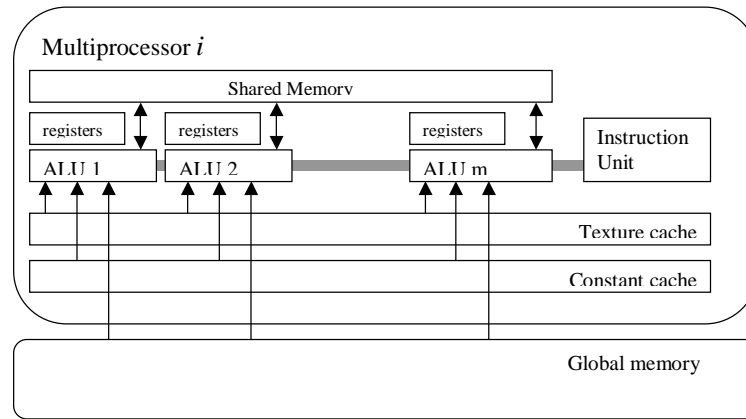 Multiprocessor i
Shared Memory
registers
registers
registers
Instruction
Unit
ALU 1
ALU 2
ALU m
Texture cache
Constant cache
Global memory